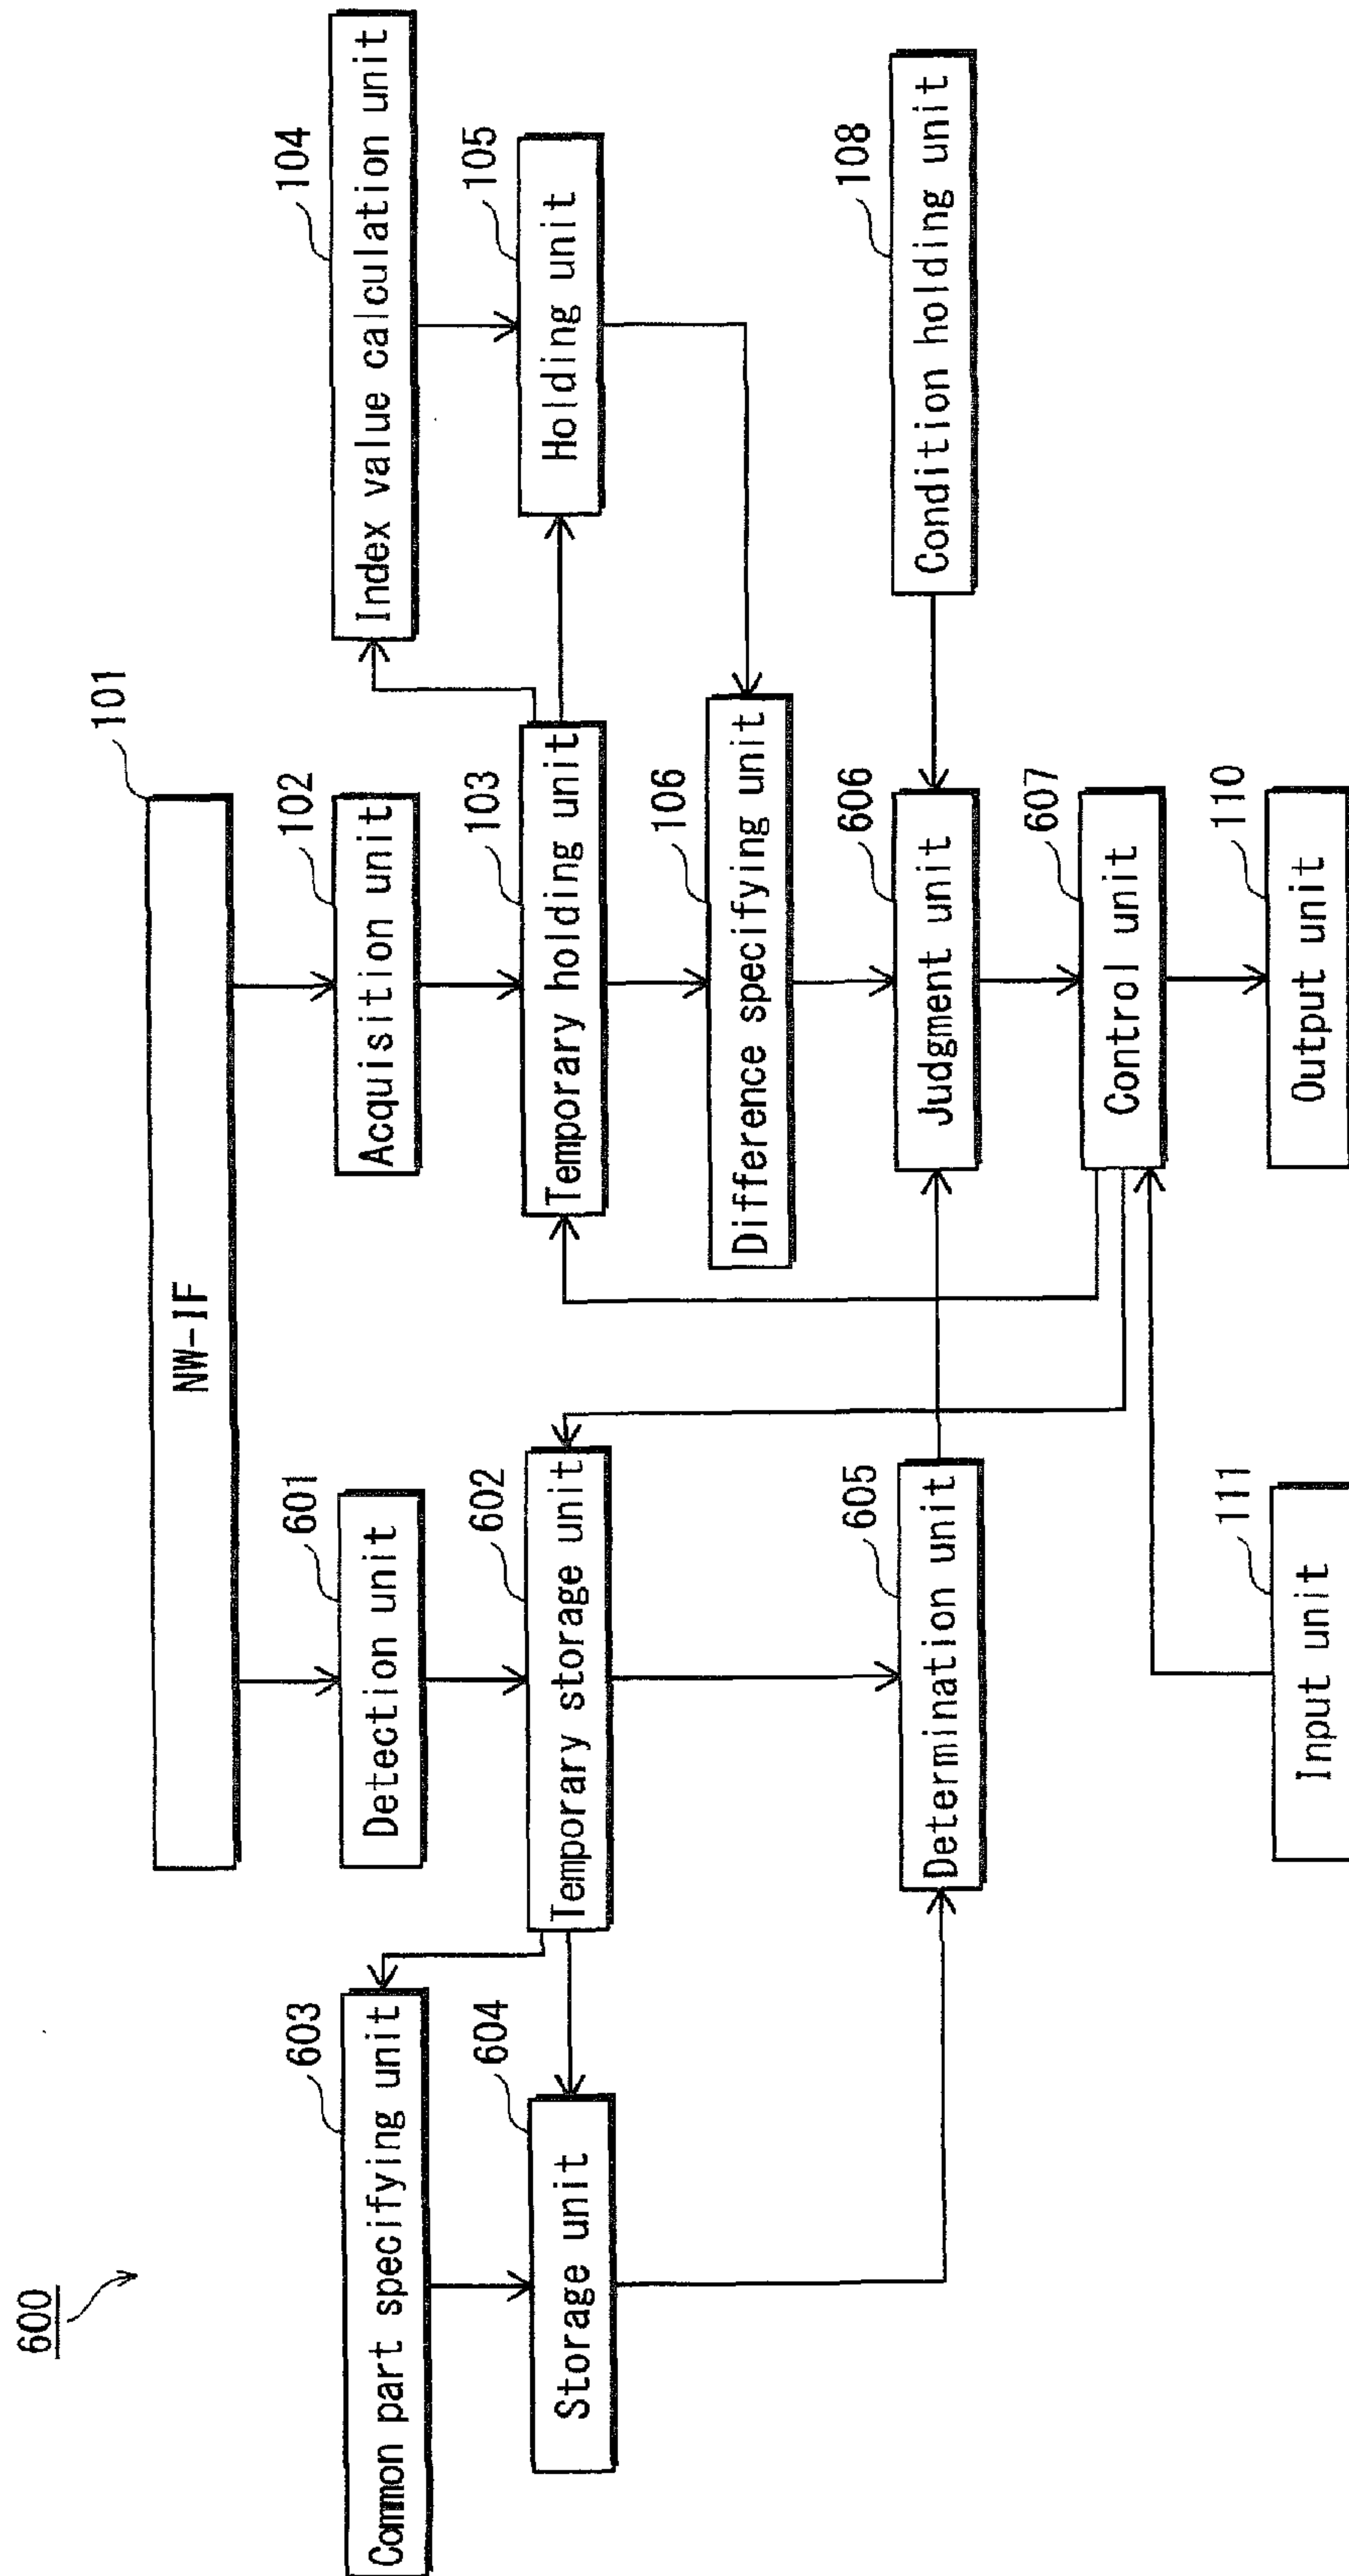 600
101
NW-IF
601
Detection unit
102
Acquisition unit
603
Common part specifying unit
104
Index value calculation unit
604
Storage unit
602
Temporary storage unit
103
Temporary holding unit
105
Holding unit
106
Difference specifying unit
605
Determination unit
606
Judgment unit
108
Condition holding unit
607
Control unit
111
Input unit
110
Output unit